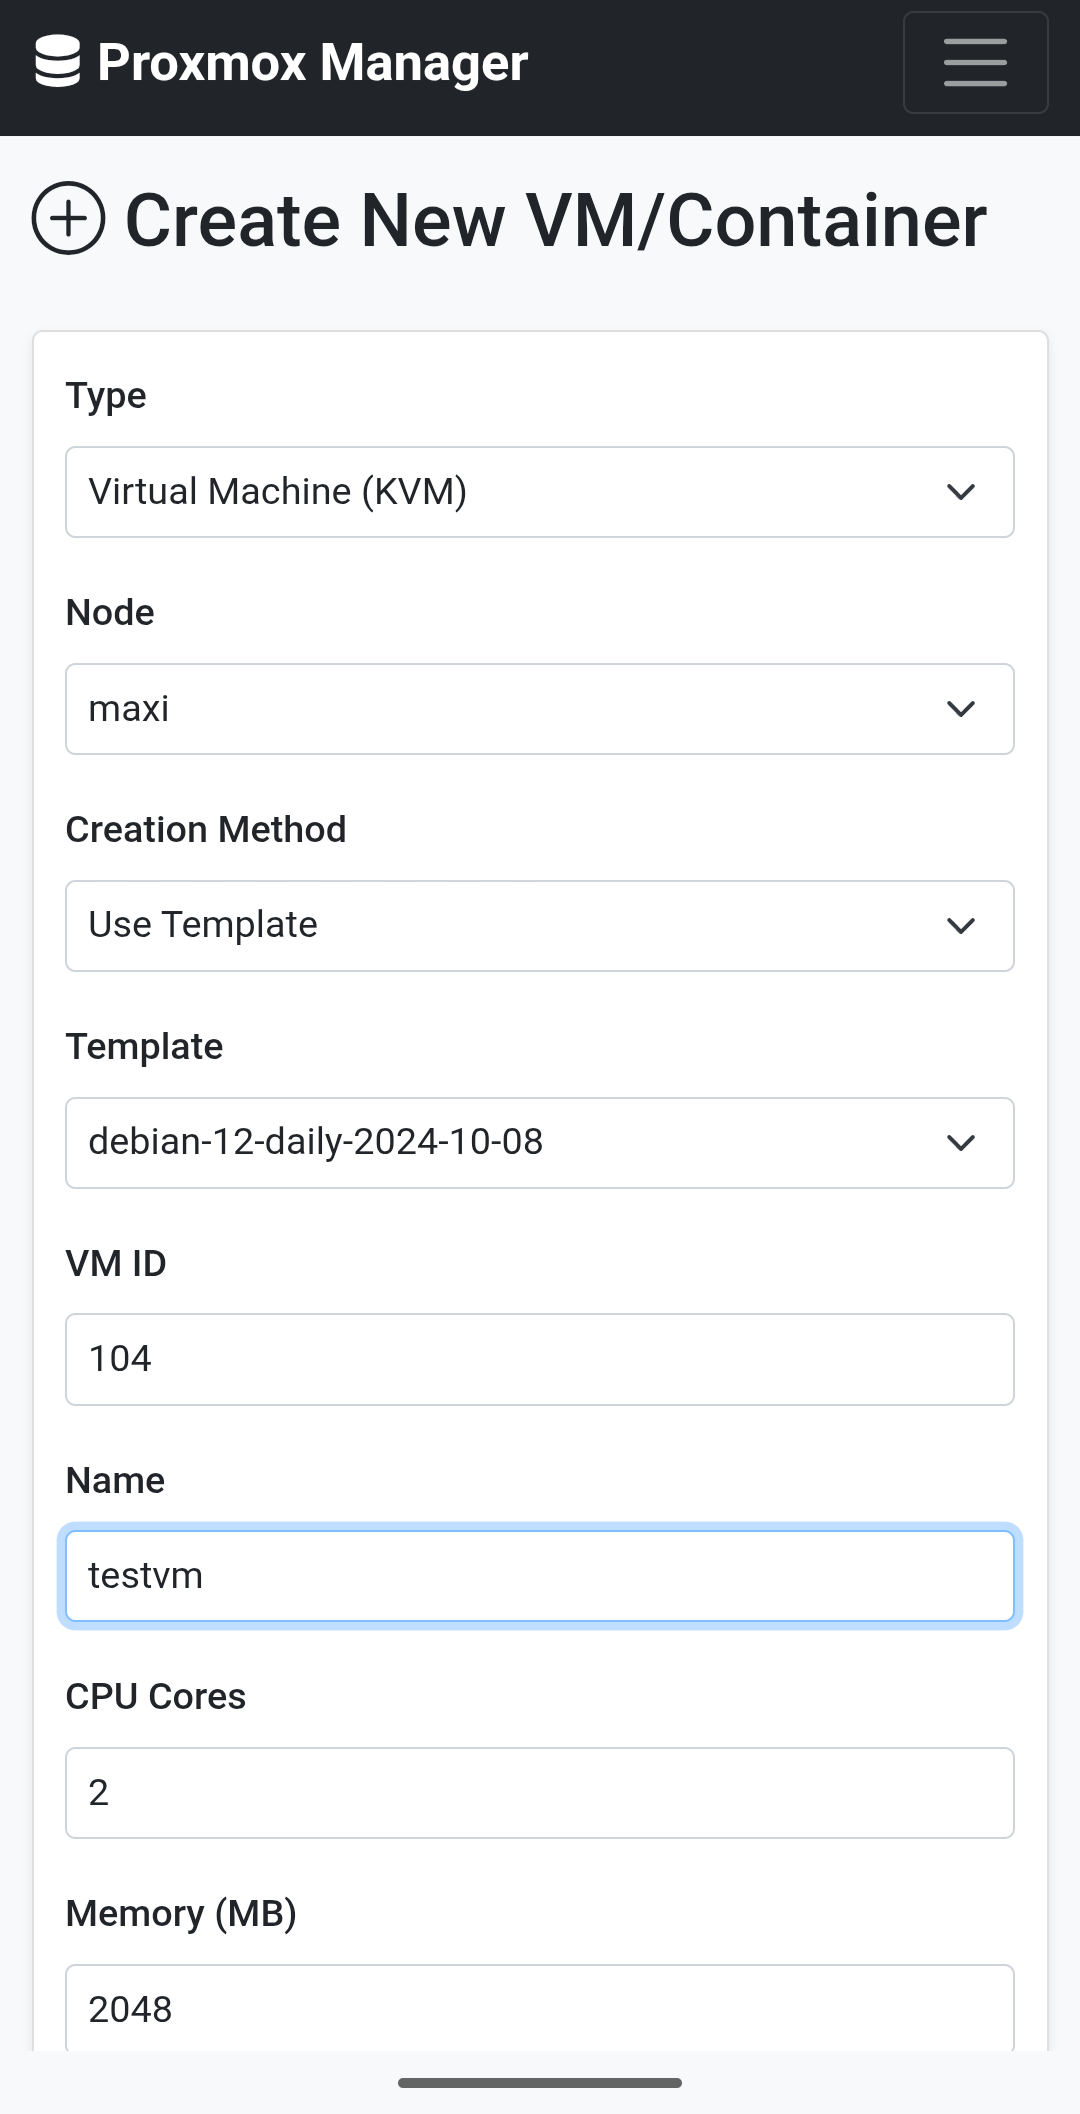 Proxmox Manager
Create New VM/Container
Type
Virtual Machine (KVM)
Node
maxi
Creation Method
Use Template
Template
debian-12-daily-2024-10-08
VM ID
104
Name
testvm
CPU Cores
2
Memory (MB)
2048